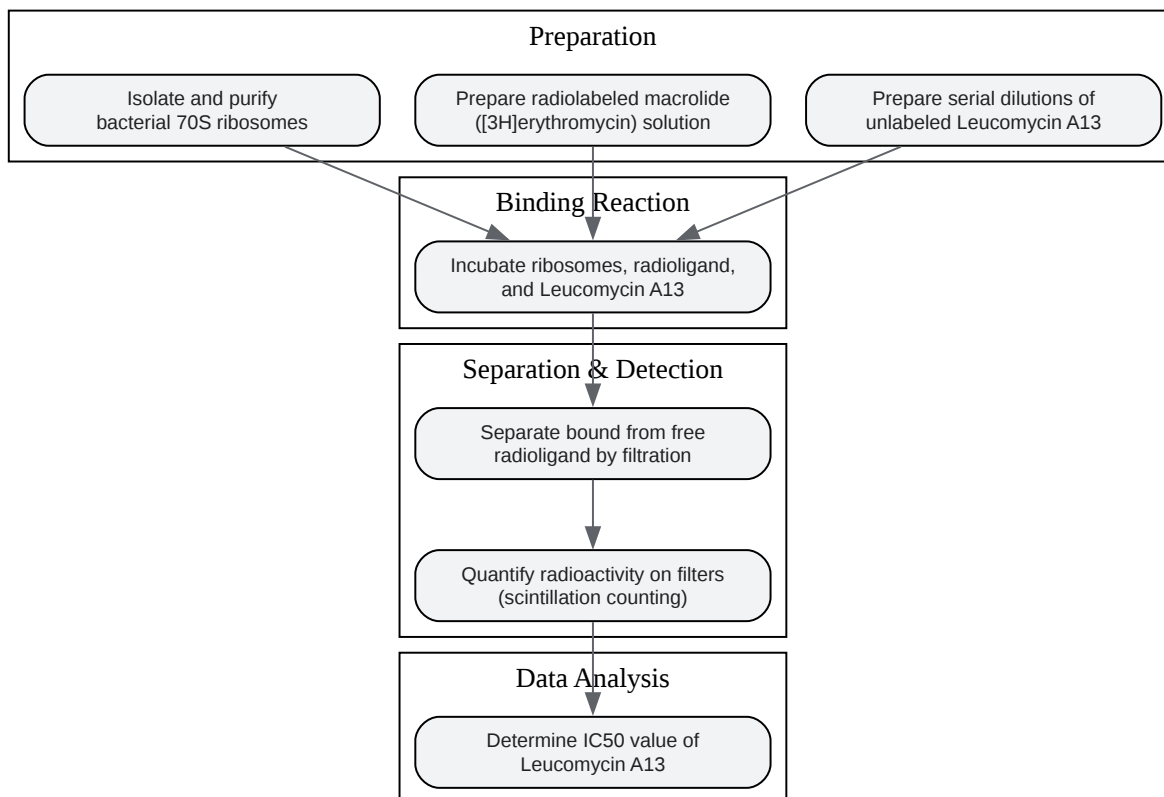 Preparation
Isolate and purify
bacterial 70S ribosomes
Prepare radiolabeled macrolide
([3H]erythromycin) solution
Prepare serial dilutions of
unlabeled Leucomycin A13
Binding Reaction
Incubate ribosomes, radioligand,
and Leucomycin A13
Separation & Detection
Separate bound from free
radioligand by filtration
Quantify radioactivity on filters
(scintillation counting)
Data Analysis
Determine IC50 value of
Leucomycin A13